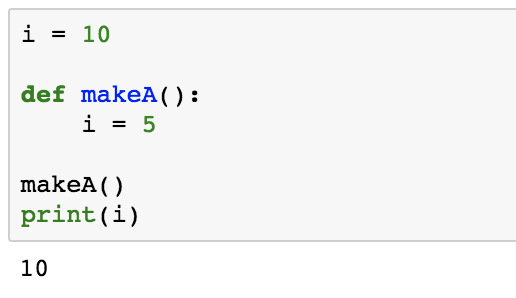 i = 10
def makeA():
    i = 5
makeA()
print(i)
10